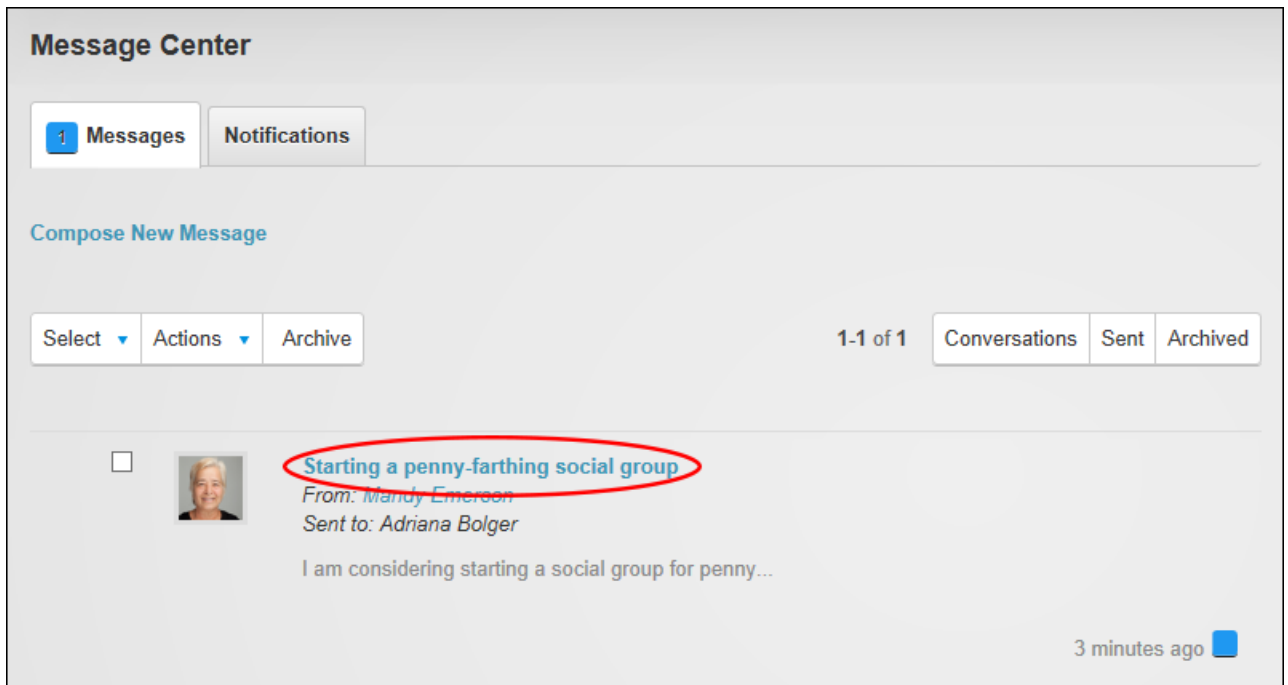 Message Center
1 Messages Notifications
Compose New Message
Select Actions Archive 1-1 of 1 Conversations Sent Archived
Starting a penny-farthing social group
From: Mandy Emerson
Sent to: Adriana Bolger
I am considering starting a social group for penny...
3 minutes ago